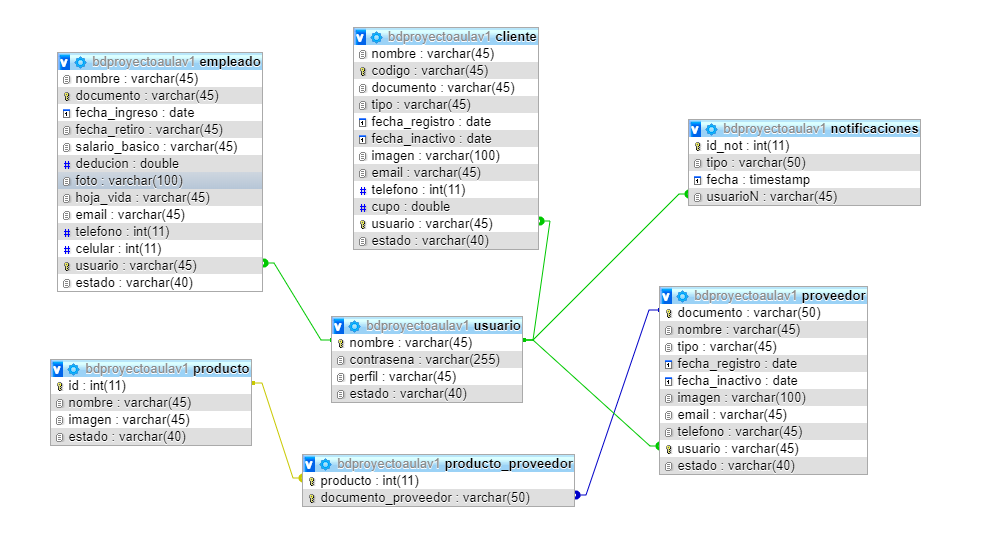 bdproyectoaulav1 empleado
nombre : varchar(45)
documento : varchar(45)
fecha_ingreso : date
fecha_retiro : varchar(45)
salario_basico : varchar(45)
deducion : double
foto : varchar(100)
hoja_vida : varchar(45)
email : varchar(45)
telefono : int(11)
celular : int(11)
usuario : varchar(45)
estado : varchar(40)
bdproyectoaulav1 cliente
nombre : varchar(45)
codigo : varchar(45)
documento : varchar(45)
tipo : varchar(45)
fecha_registro : date
fecha_inactivo : date
imagen : varchar(100)
email : varchar(45)
telefono : int(11)
cupo : double
usuario : varchar(45)
estado : varchar(40)
bdproyectoaulav1 notificaciones
id_not : int(11)
tipo : varchar(50)
fecha : timestamp
usuarioN : varchar(45)
bdproyectoaulav1 usuario
nombre : varchar(45)
contrasena : varchar(255)
perfil : varchar(45)
estado : varchar(40)
bdproyectoaulav1 proveedor
documento : varchar(50)
nombre : varchar(45)
tipo : varchar(45)
fecha_registro : date
fecha_inactivo : date
imagen : varchar(100)
email : varchar(45)
telefono : varchar(45)
usuario : varchar(45)
estado : varchar(40)
bdproyectoaulav1 producto
id : int(11)
nombre : varchar(45)
imagen : varchar(45)
estado : varchar(40)
bdproyectoaulav1 producto_proveedor
producto : int(11)
documento_proveedor : varchar(50)